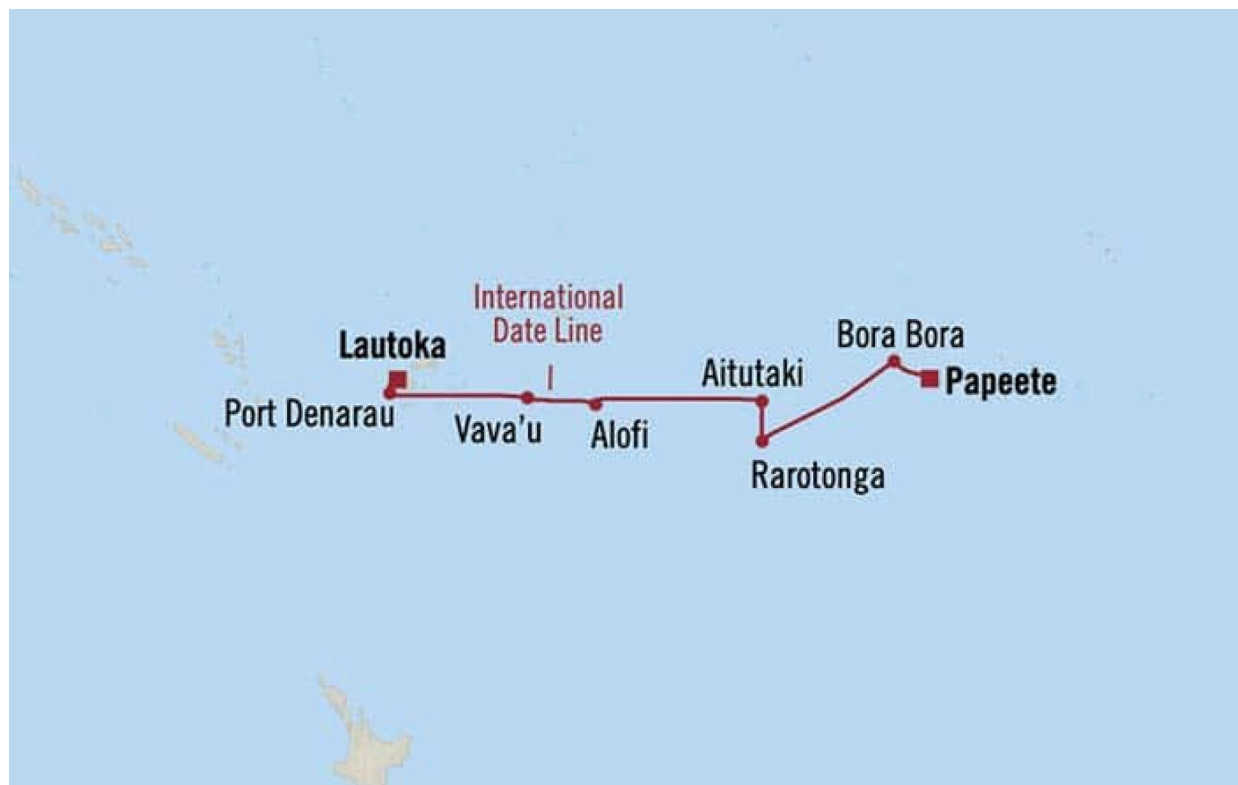 International
Date Line
Bora Bora
Lautoka
Aitutaki
Papeete
Port Denarau
Vava'u
Alofi
Rarotonga